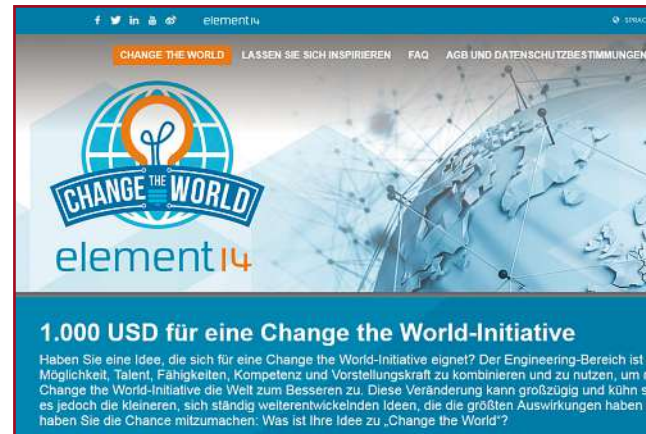 element14
SPRAC
CHANGE THE WORLD LASSEN SIE SICH INSPIRIEREN FAQ AGB UND DATENSCHUTZBESTIMMUNGEN
CHANGE THE WORLD
element14
1.000 USD für eine Change the World-Initiative
Haben Sie eine Idee, die sich für eine Change the World-Initiative eignet? Der Engineering-Bereich ist
Möglichkeit, Talent, Fähigkeiten, Kompetenz und Vorstellungskraft zu kombinieren und zu nutzen, um
Change the World-Initiative die Welt zum Besseren zu. Diese Veränderung kann großzügig und kühn s
es jedoch die kleineren, sich ständig weiterentwickelnden Ideen, die die größten Auswirkungen haben
haben Sie die Chance mitzumachen: Was ist Ihre Idee zu „Change the World“?